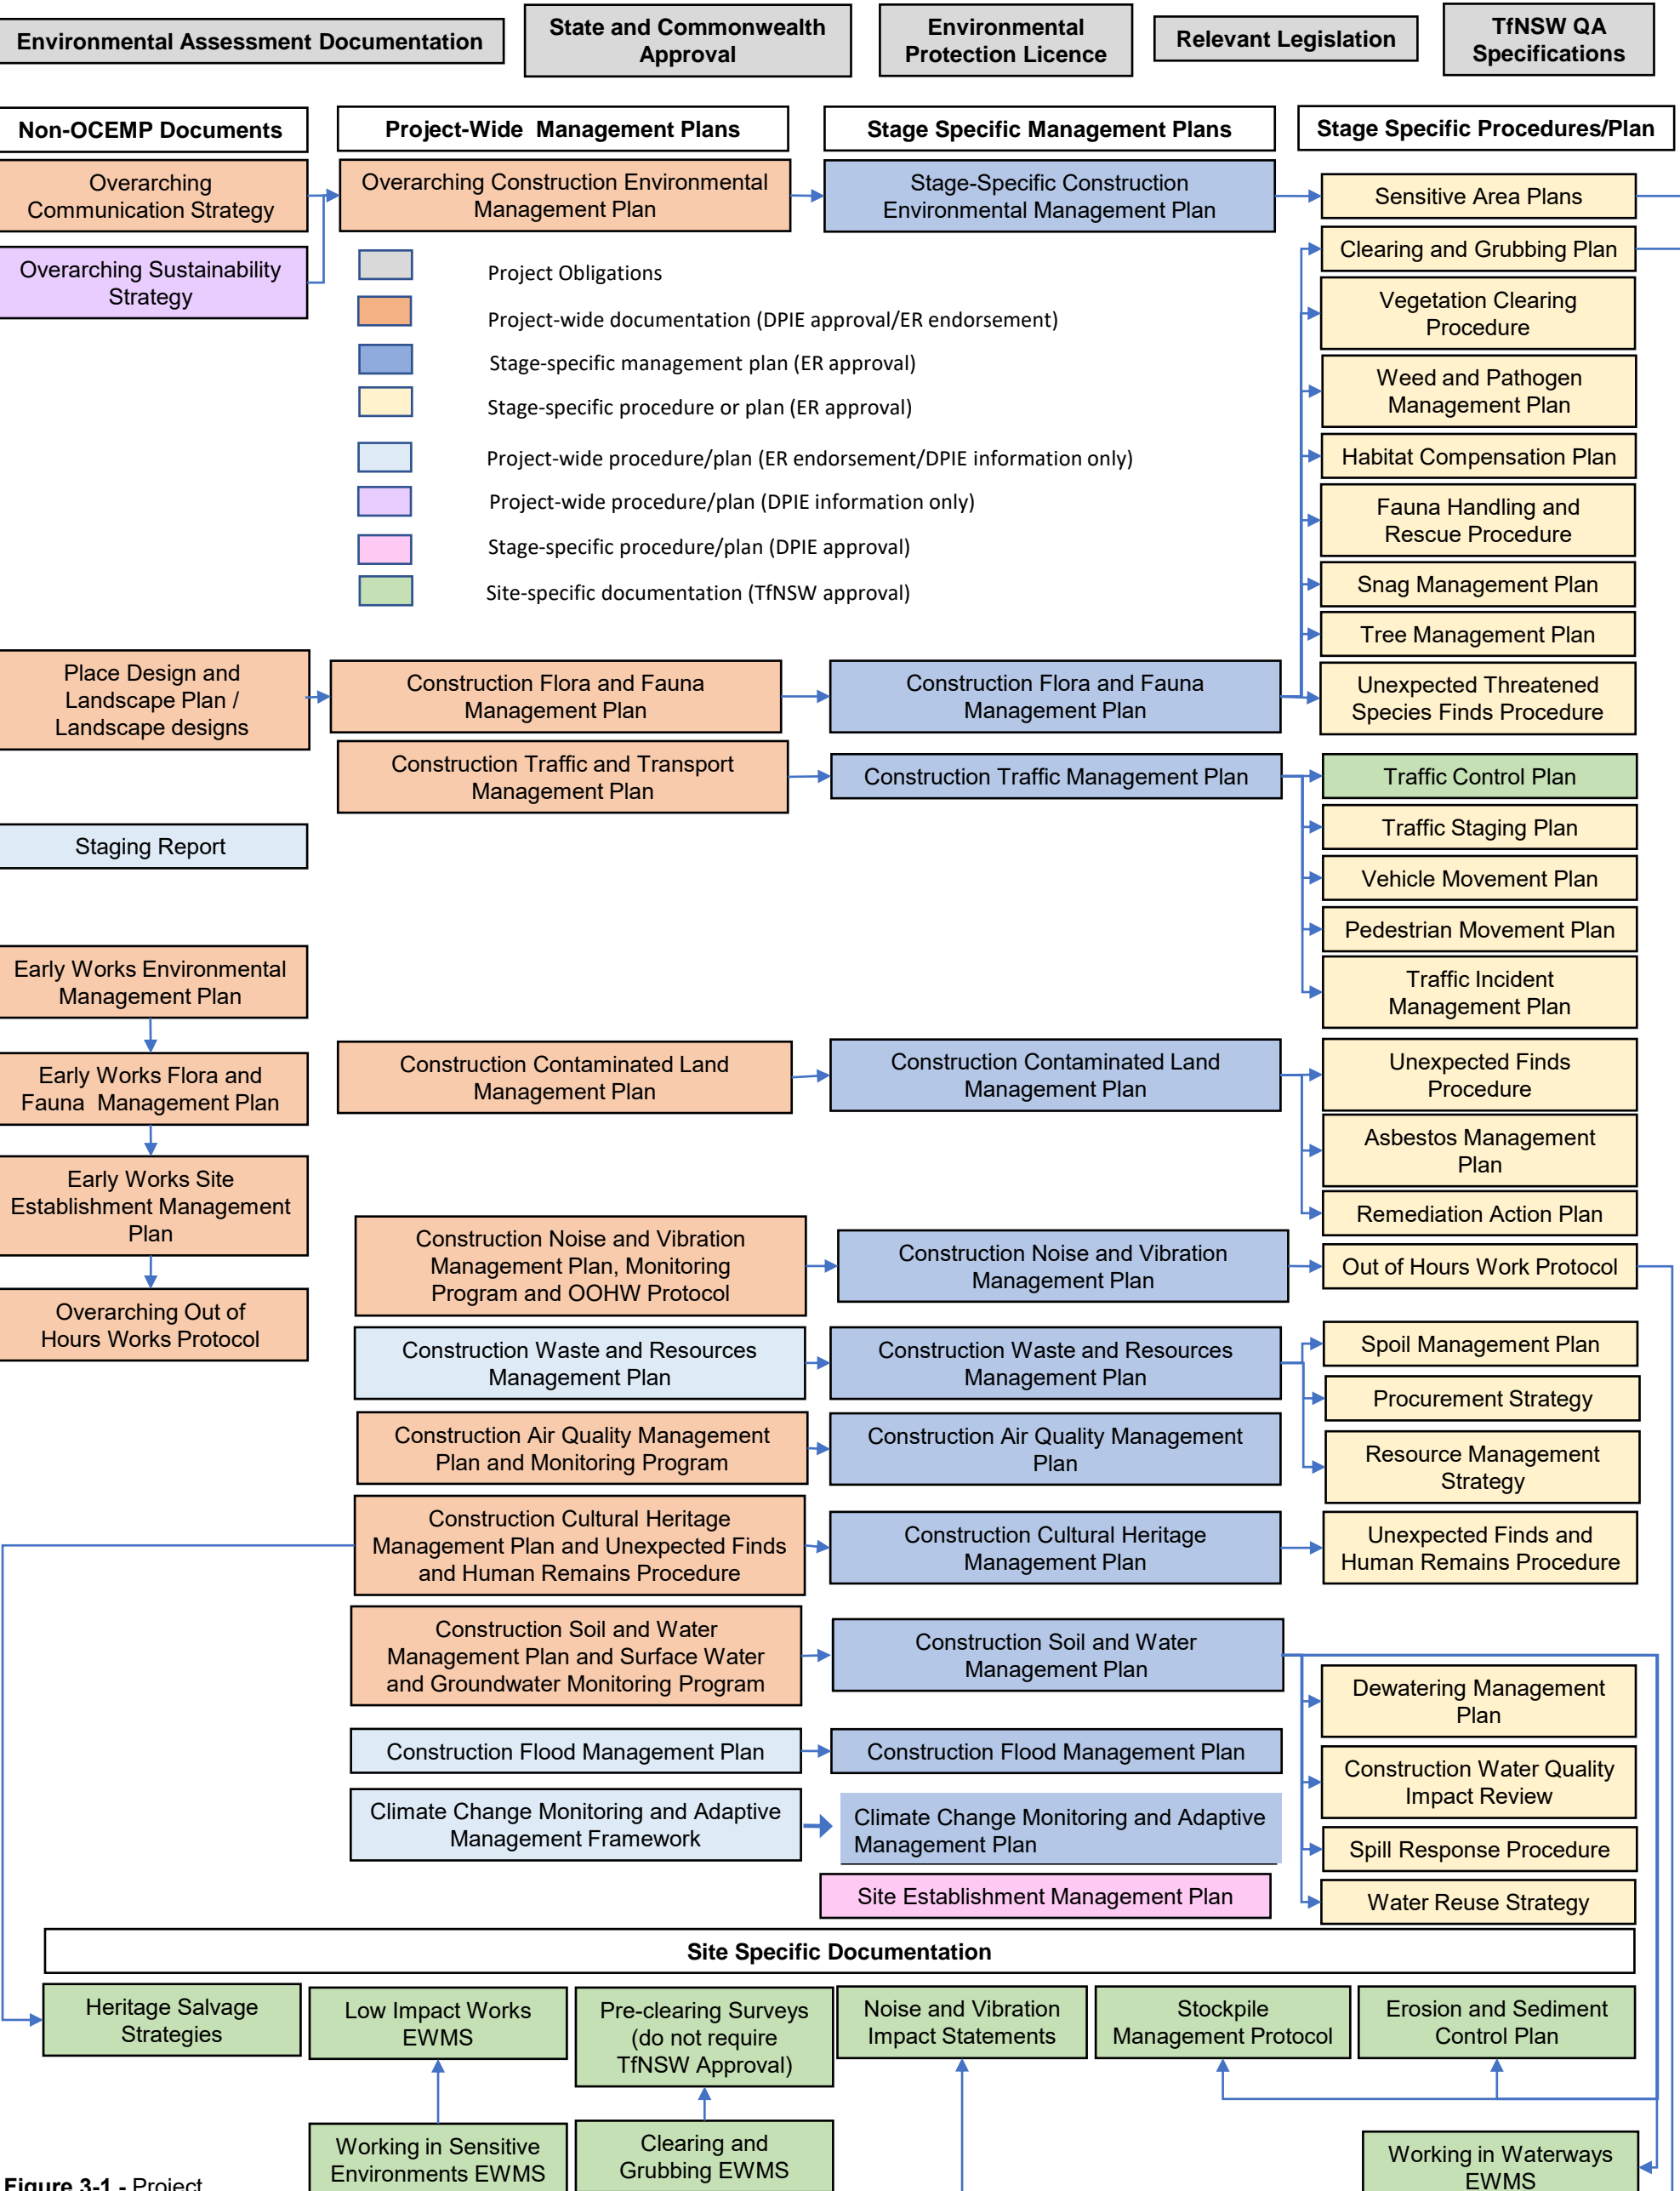 Environmental Assessment Documentation
State and Commonwealth
Approval
Environmental
Protection Licence
Relevant Legislation
TfNSW QA
Specifications
Non-OCEMP Documents
Project-Wide Management Plans
Stage Specific Management Plans
Stage Specific Procedures/Plan
Overarching
Communication Strategy
Overarching Construction Environmental
Management Plan
Stage-Specific Construction
Environmental Management Plan
Sensitive Area Plans
Overarching Sustainability
Strategy
Project Obligations
Project-wide documentation (DPIE approval/ER endorsement)
Stage-specific management plan (ER approval)
Stage-specific procedure or plan (ER approval)
Project-wide procedure/plan (ER endorsement/DPIE information only)
Project-wide procedure/plan (DPIE information only)
Stage-specific procedure/plan (DPIE approval)
Site-specific documentation (TfNSW approval)
Clearing and Grubbing Plan
Vegetation Clearing
Procedure
Weed and Pathogen
Management Plan
Habitat Compensation Plan
Fauna Handling and
Rescue Procedure
Snag Management Plan
Tree Management Plan
Place Design and
Landscape Plan /
Landscape designs
Construction Flora and Fauna
Management Plan
Construction Flora and Fauna
Management Plan
Unexpected Threatened
Species Finds Procedure
Construction Traffic and Transport
Management Plan
Construction Traffic Management Plan
Traffic Control Plan
Staging Report
Traffic Staging Plan
Vehicle Movement Plan
Pedestrian Movement Plan
Traffic Incident
Management Plan
Early Works Environmental
Management Plan
Early Works Flora and
Fauna Management Plan
Construction Contaminated Land
Management Plan
Construction Contaminated Land
Management Plan
Unexpected Finds
Procedure
Asbestos Management
Plan
Remediation Action Plan
Early Works Site
Establishment Management
Plan
Construction Noise and Vibration
Management Plan, Monitoring
Program and OOHW Protocol
Construction Noise and Vibration
Management Plan
Out of Hours Work Protocol
Overarching Out of
Hours Works Protocol
Construction Waste and Resources
Management Plan
Construction Waste and Resources
Management Plan
Spoil Management Plan
Procurement Strategy
Resource Management
Strategy
Construction Air Quality Management
Plan and Monitoring Program
Construction Air Quality Management
Plan
Construction Cultural Heritage
Management Plan and Unexpected Finds
and Human Remains Procedure
Construction Cultural Heritage
Management Plan
Unexpected Finds and
Human Remains Procedure
Construction Soil and Water
Management Plan and Surface Water
and Groundwater Monitoring Program
Construction Soil and Water
Management Plan
Dewatering Management
Plan
Construction Water Quality
Impact Review
Spill Response Procedure
Water Reuse Strategy
Construction Flood Management Plan
Construction Flood Management Plan
Climate Change Monitoring and Adaptive
Management Framework
Climate Change Monitoring and Adaptive
Management Plan
Site Establishment Management Plan
Site Specific Documentation
Heritage Salvage
Strategies
Low Impact Works
EWMS
Pre-clearing Surveys
(do not require
TfNSW Approval)
Noise and Vibration
Impact Statements
Stockpile
Management Protocol
Erosion and Sediment
Control Plan
Working in Sensitive
Environments EWMS
Clearing and
Grubbing EWMS
Working in Waterways
EWMS
Figure 3-1 - Project